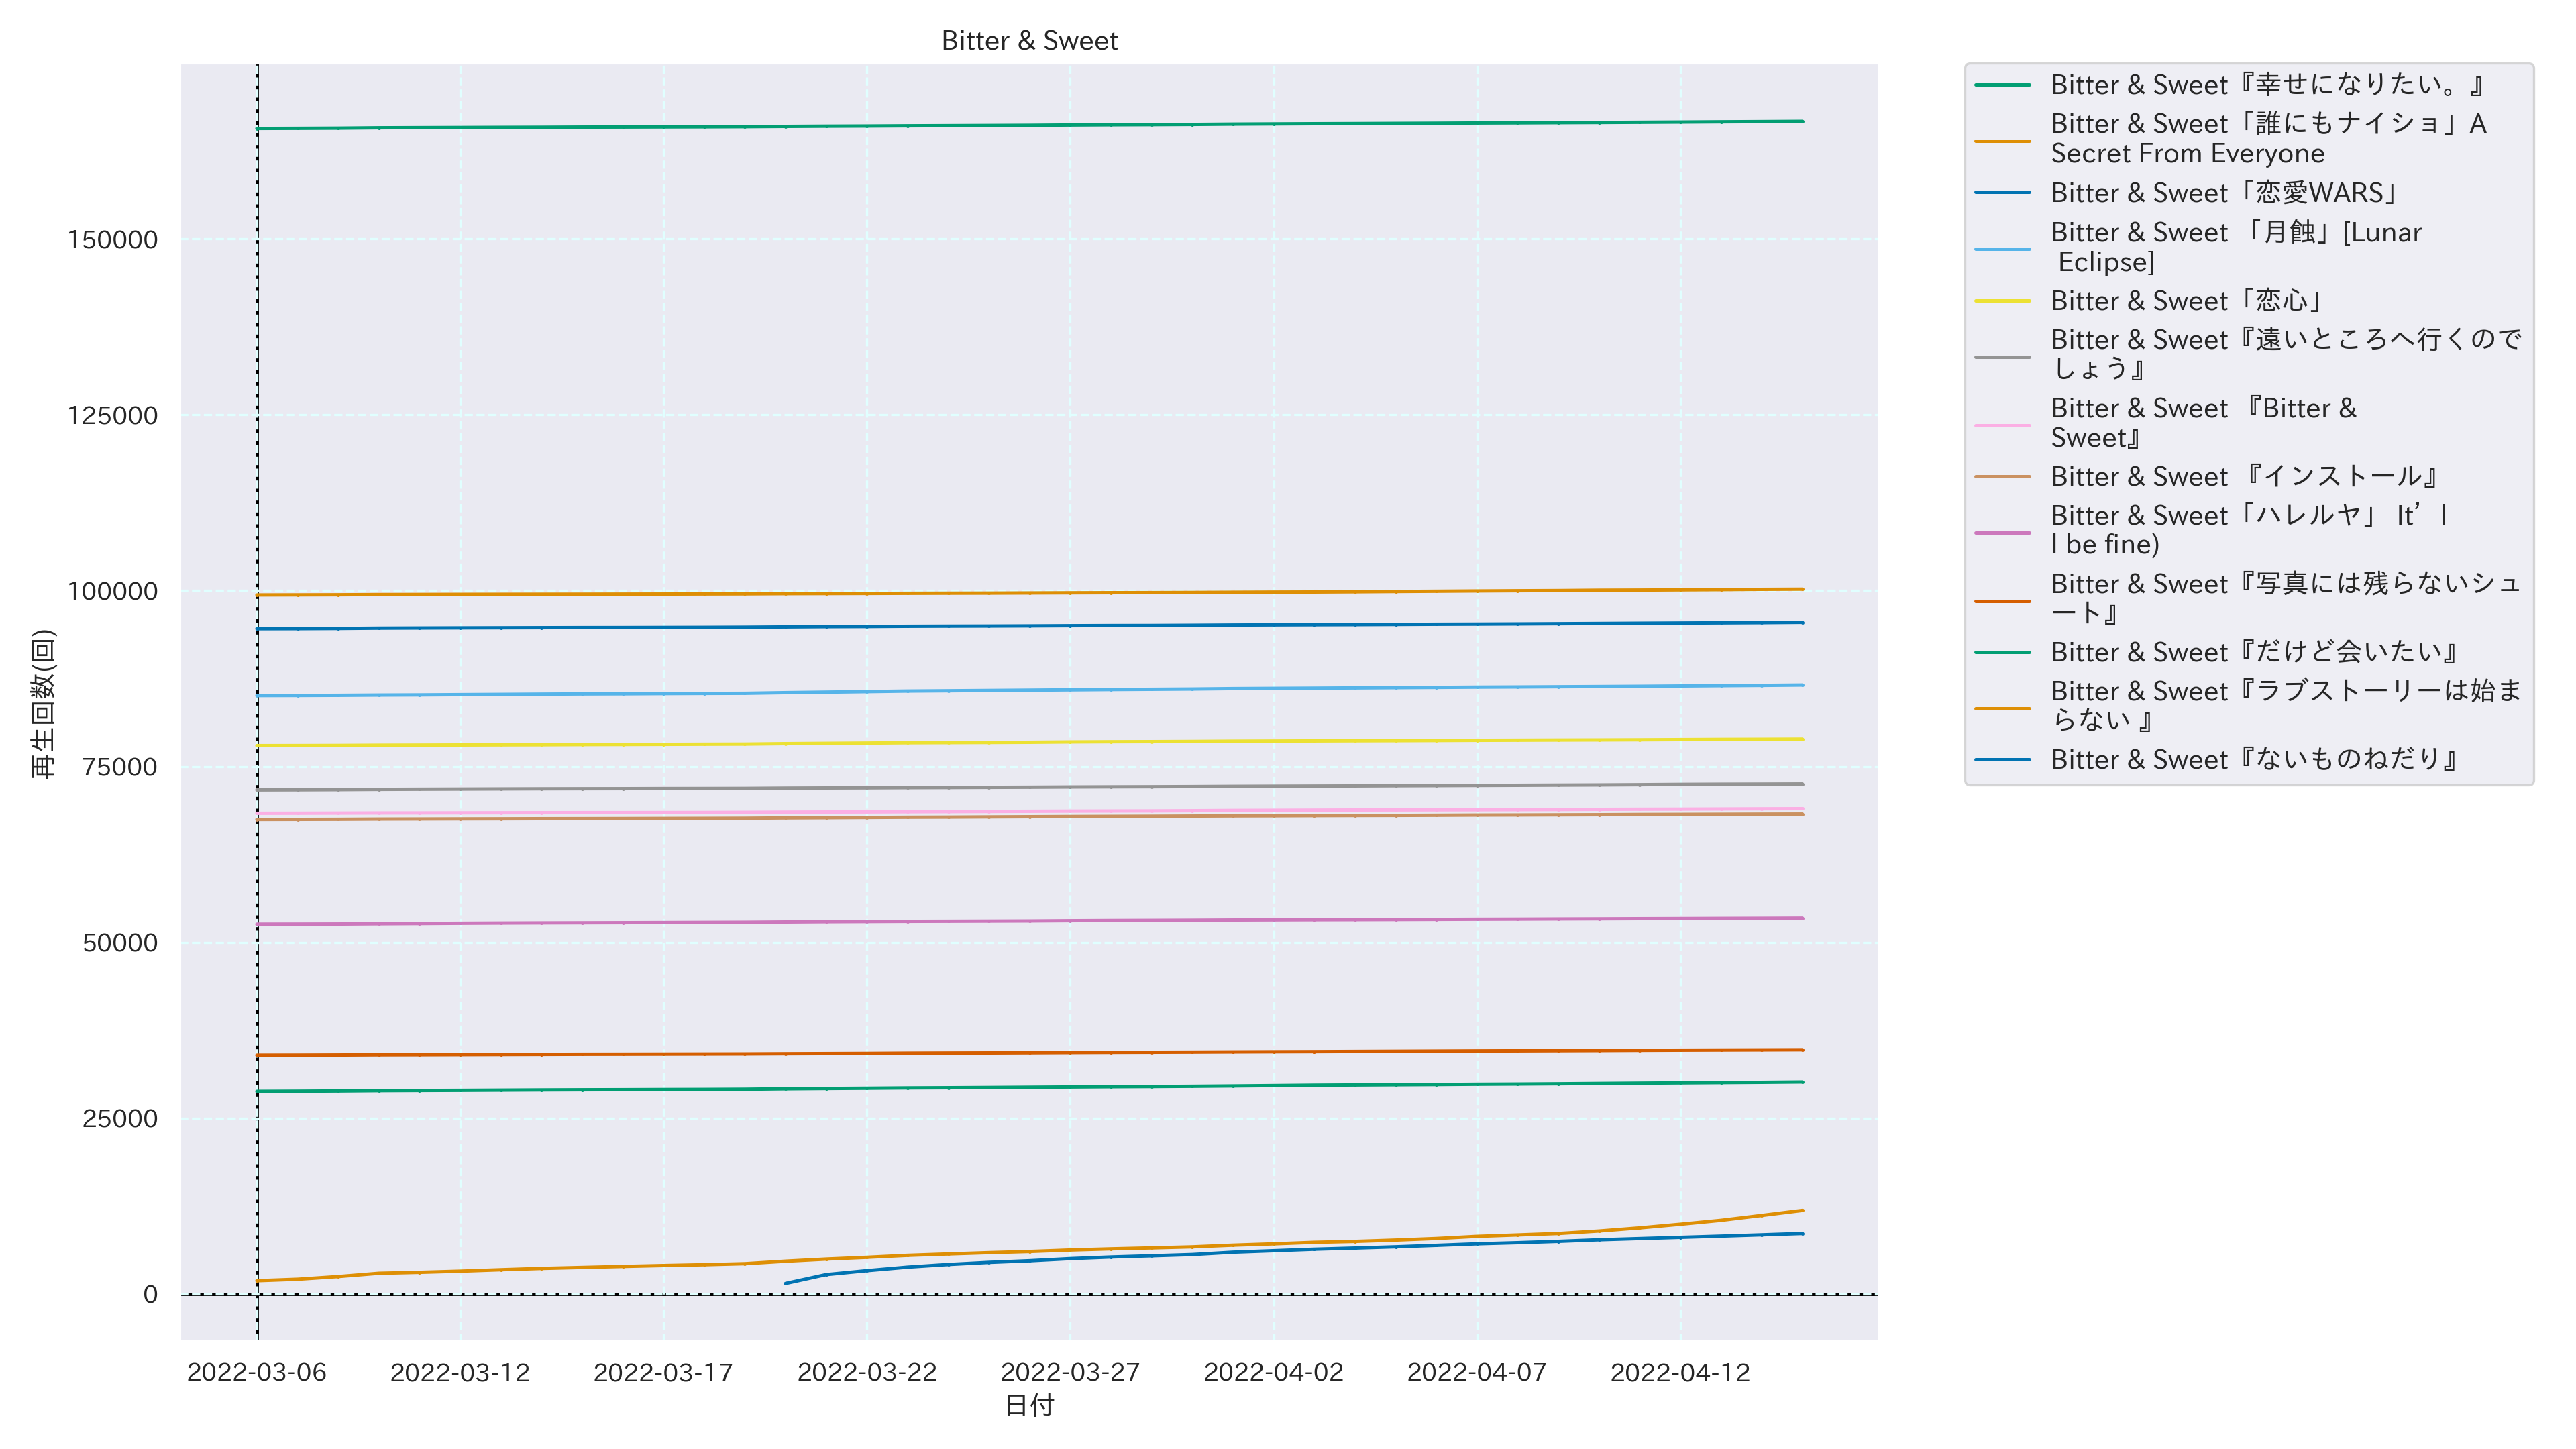 Bitter & Sweet
150000
125000
100000
75000
50000
25000
0
再生回数(回)
2022-03-06
2022-03-12
2022-03-17
2022-03-22
2022-03-27
2022-04-02
2022-04-07
2022-04-12
日付
Bitter & Sweet『幸せになりたい。』
Bitter & Sweet「誰にもナイショ」A
Secret From Everyone
Bitter & Sweet「恋愛WARS」
Bitter & Sweet 「月蝕」[Lunar
Eclipse]
Bitter & Sweet「恋心」
Bitter & Sweet『遠いところへ行くので
しょう』
Bitter & Sweet 『Bitter &
Sweet』
Bitter & Sweet 『インストール』
Bitter & Sweet「ハレルヤ」 It’l
l be fine)
Bitter & Sweet『写真には残らないシュ
ート』
Bitter & Sweet『だけど会いたい』
Bitter & Sweet『ラブストーリーは始ま
らない 』
Bitter & Sweet『ないものねだり』